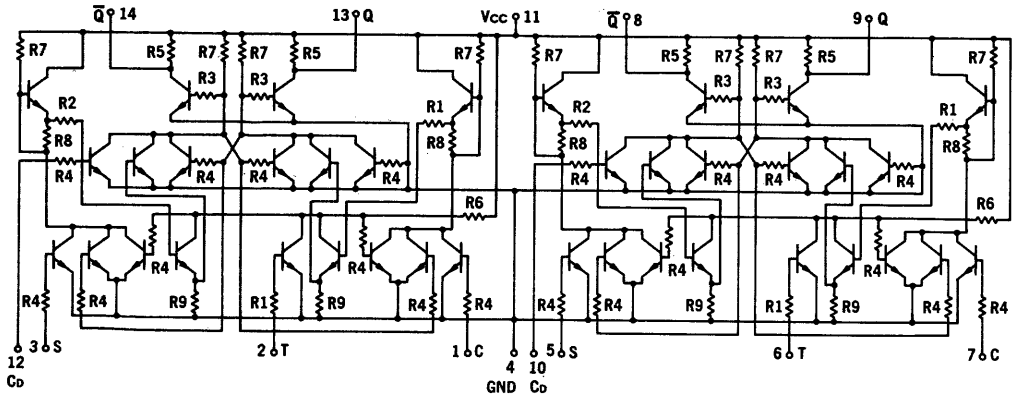 Q 14 13 Q VCC 11 Q 8 9 Q
R7 R5 R7 R7 R5 R7 R7 R5 R7 R7 R5 R7
R3 R3 R3 R3
R2 R1 R2 R1
R8 R8 R8 R8
R4 R4 R4 R4 R4 R4 R4 R4
R6 R6
R4 R4 R4 R4
R4 R4 R9 R1 R9 R4 R4 R4 R4 R9 R1 R9 R4 R4
3 S 2 T 1 C 5 S 6 T 7 C
12 4 10
CD GND CD